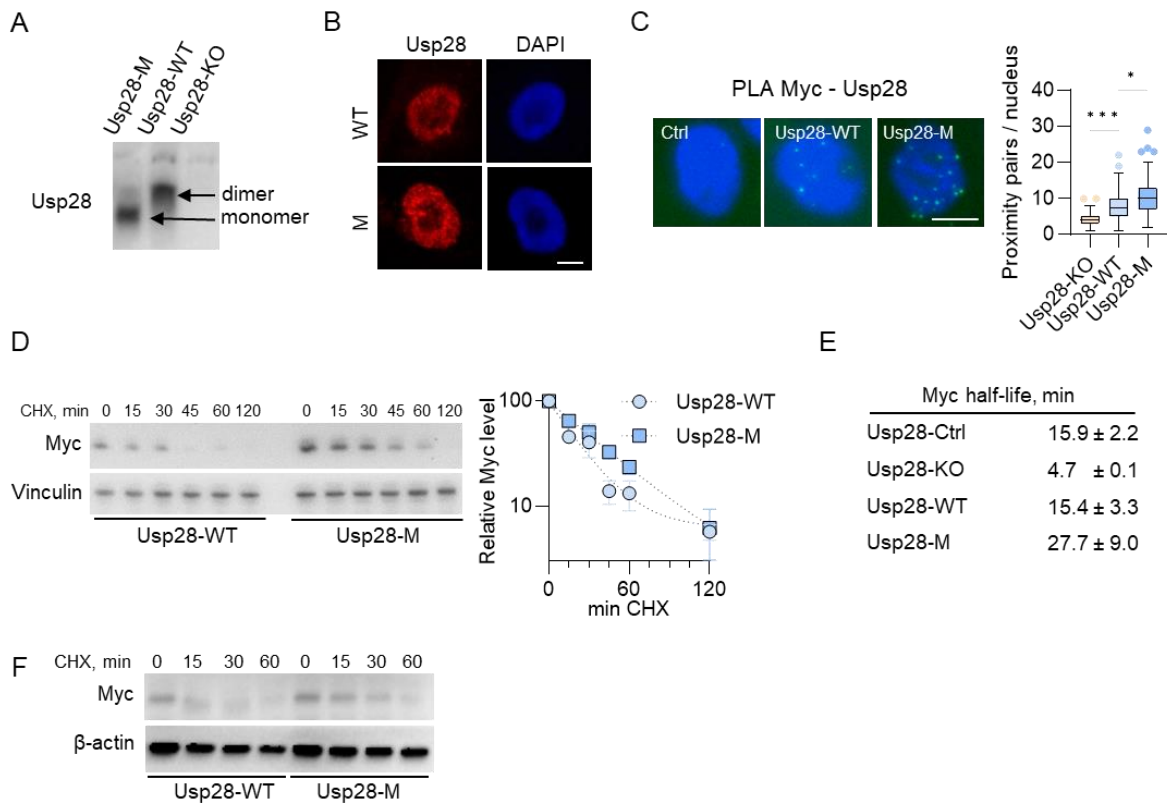 A
Usp28-M
Usp28-WT
Usp28-KO
Usp28
dimer
monomer
B
Usp28 DAPI
WT
M
C
PLA Myc - Usp28
Ctrl
Usp28-WT
Usp28-M
Proximity pairs / nucleus
40
30
20
10
0
* * *
*
Usp28-KO
Usp28-WT
Usp28-M
D
CHX, min 0 15 30 45 60 120 0 15 30 45 60 120
Myc
Vinculin
Usp28-WT Usp28-M
Relative Myc level
100
10
0 60 120
min CHX
Usp28-WT
Usp28-M
E
Myc half-life, min
Usp28-Ctrl 15.9 ± 2.2
Usp28-KO 4.7 ± 0.1
Usp28-WT 15.4 ± 3.3
Usp28-M 27.7 ± 9.0
F
CHX, min 0 15 30 60 0 15 30 60
Myc
β-actin
Usp28-WT Usp28-M